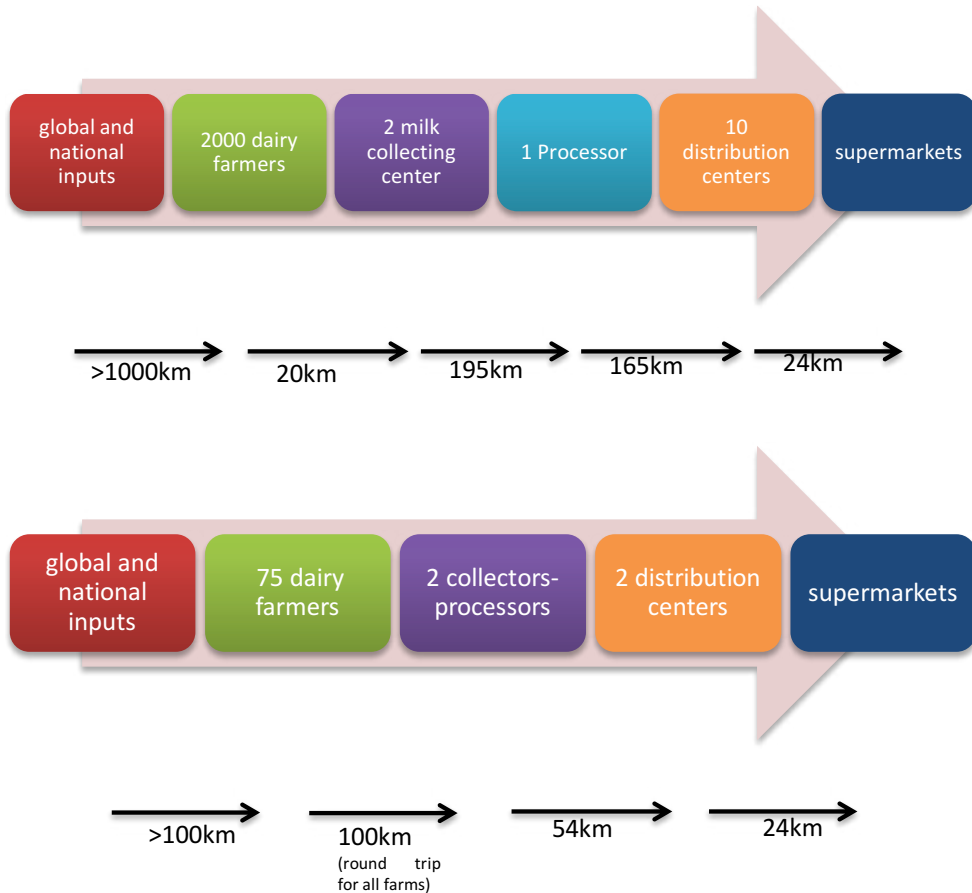 global and
national
inputs
2000 dairy
farmers
2 milk
collecting
center
1 Processor
10
distribution
centers
supermarkets
>1000km
20km
195km
165km
24km
global and
national
inputs
75 dairy
farmers
2 collectors-
processors
2 distribution
centers
supermarkets
>100km
100km
(round trip
for all farms)
54km
24km